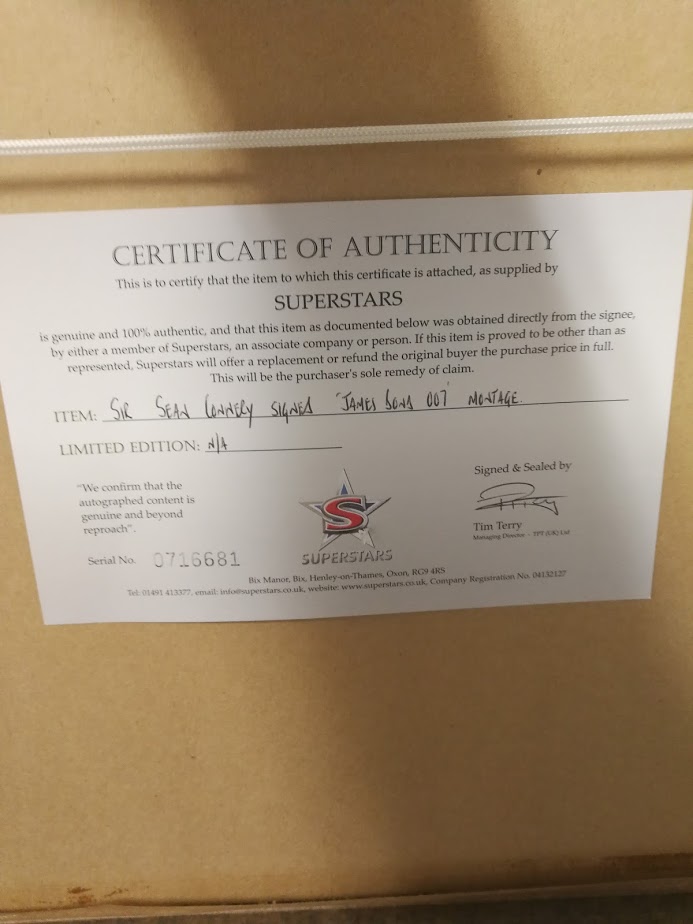 CERTIFICATE OF AUTHENTICITY
This is to certify that the item to which this certificate is attached, as supplied by
SUPERSTARS
is genuine and 100% authentic, and that this item as documented below was obtained directly from the signee,
by either a member of Superstars, an associate company or person. If this item is proved to be other than as
represented, Superstars will offer a replacement or refund the original buyer the purchase price in full.
This will be the purchaser's sole remedy of claim.
ITEM: SIR SEAN CONNERY SIGNED 'JAMES BOND 007' MONTAGE.
LIMITED EDITION: N/A
"We confirm that the
autographed content is
genuine and beyond
reproach".
Serial No. 0716681
S
SUPERSTARS
Signed & Sealed by
Tim Terry
Managing Director - TPT (UK) Ltd
Bix Manor, Bix, Henley-on-Thames, Oxon, RG9 4RS
Tel: 01491 413377, email: info@superstars.co.uk, website: www.superstars.co.uk, Company Registration No. 04132127